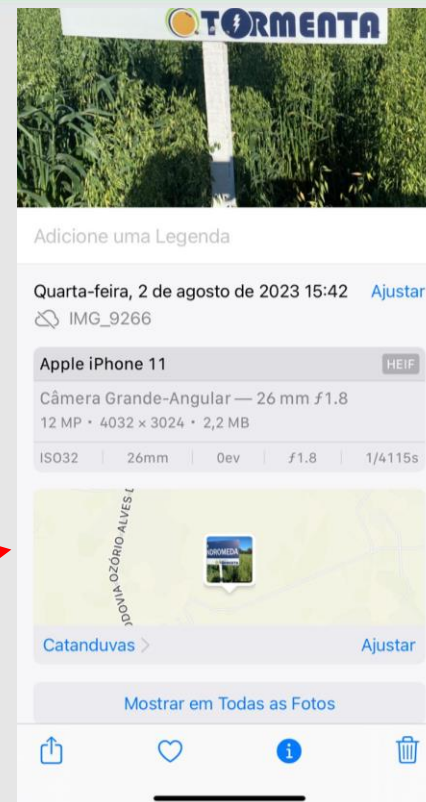 TORMENTA
Adicione uma Legenda
Quarta-feira, 2 de agosto de 2023 15:42 Ajustar
IMG_9266
Apple iPhone 11 HEIF
Câmera Grande-Angular — 26 mm ƒ1.8
12 MP • 4032 × 3024 • 2,2 MB
ISO32 26mm 0ev ƒ1.8 1/4115s
DOVIA OZÓRIO ALVES
ANDROMEDA
Catanduvas Ajustar
Mostrar em Todas as Fotos